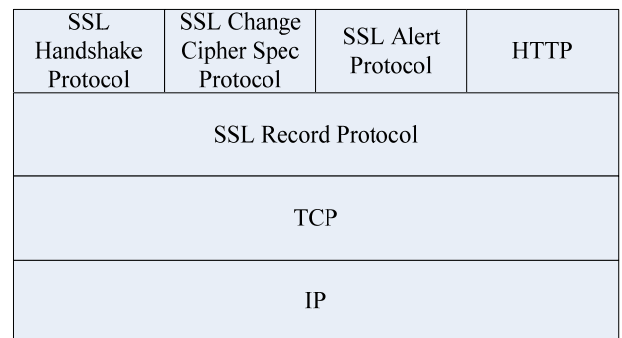 SSL
Handshake
Protocol
SSL Change
Cipher Spec
Protocol
SSL Alert
Protocol
HTTP
SSL Record Protocol
TCP
IP